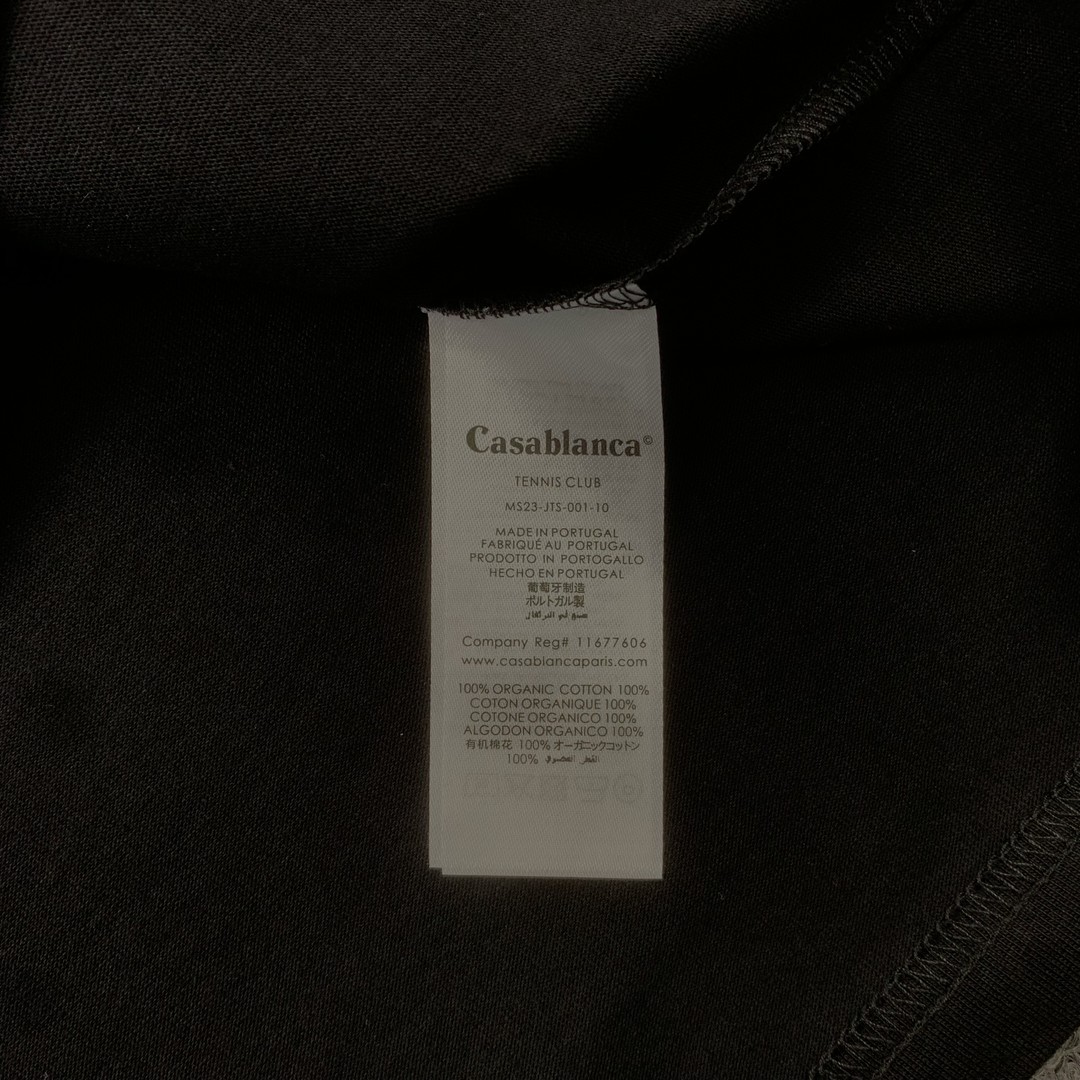 Casablanca©
TENNIS CLUB
MS23-JTS-001-10
MADE IN PORTUGAL
FABRIQUÉ AU PORTUGAL
PRODOTTO IN PORTOGALLO
HECHO EN PORTUGAL
葡萄牙制造
ポルトガル製
صنع في
Company Reg# 11677606
www.casablancaparis.com
100% ORGANIC COTTON 100%
COTON ORGANIQUE 100%
COTONE ORGANICO 100%
ALGODON ORGANICO 100%
有机棉花 100% オーガニックコットン
100% القطن